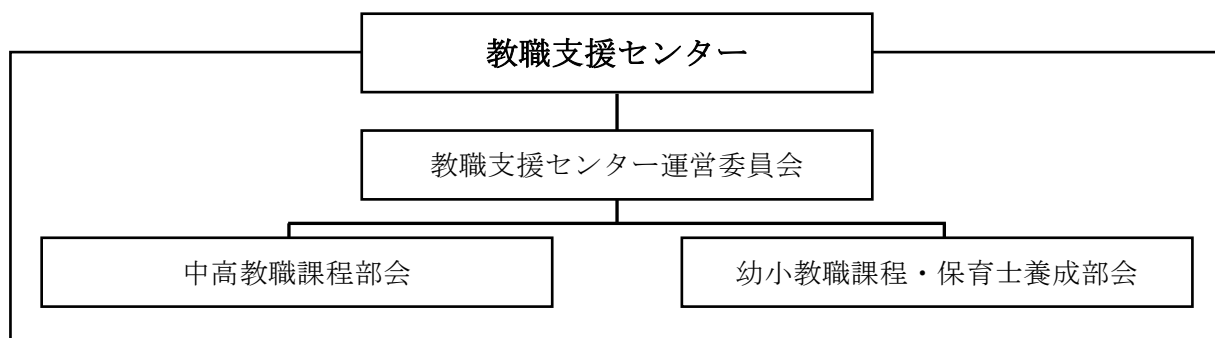 教職支援センター
教職支援センター運営委員会
中高教職課程部会
幼小教職課程・保育士養成部会